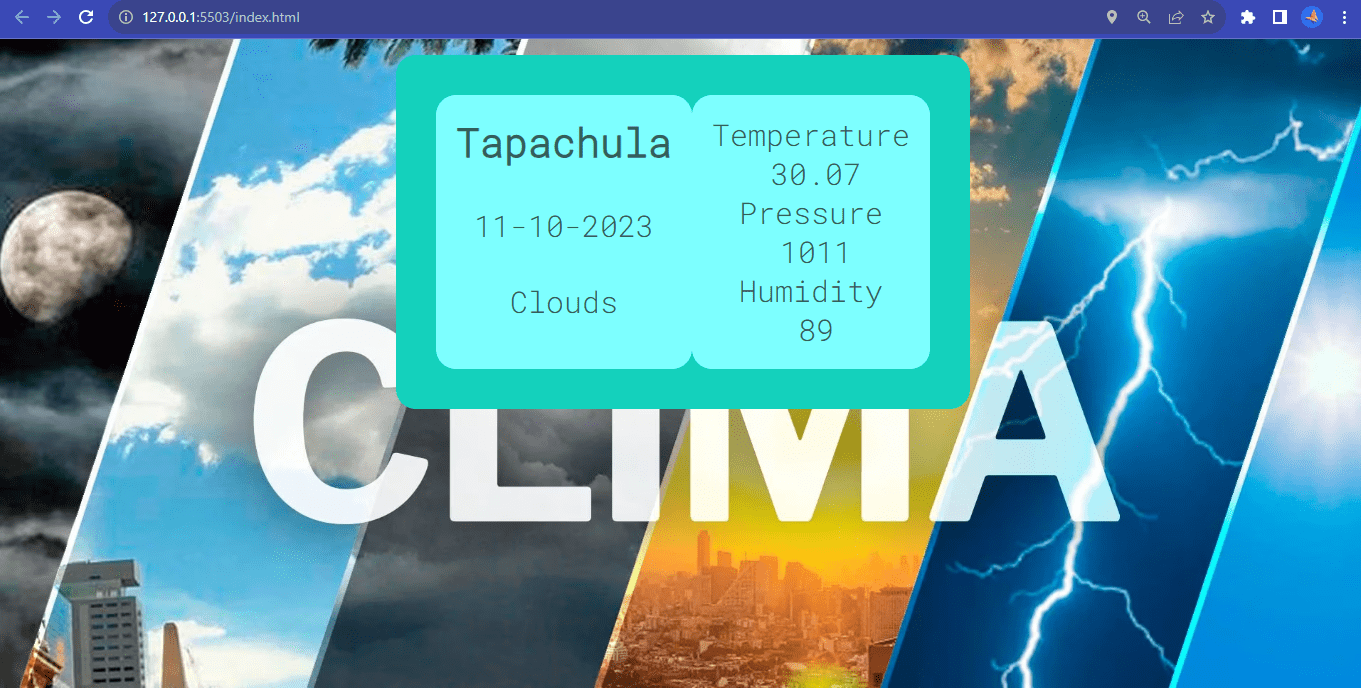 127.0.0.1:5503/index.html
Tapachula
11-10-2023
Clouds
Temperature
30.07
Pressure
1011
Humidity
89
CLIMA